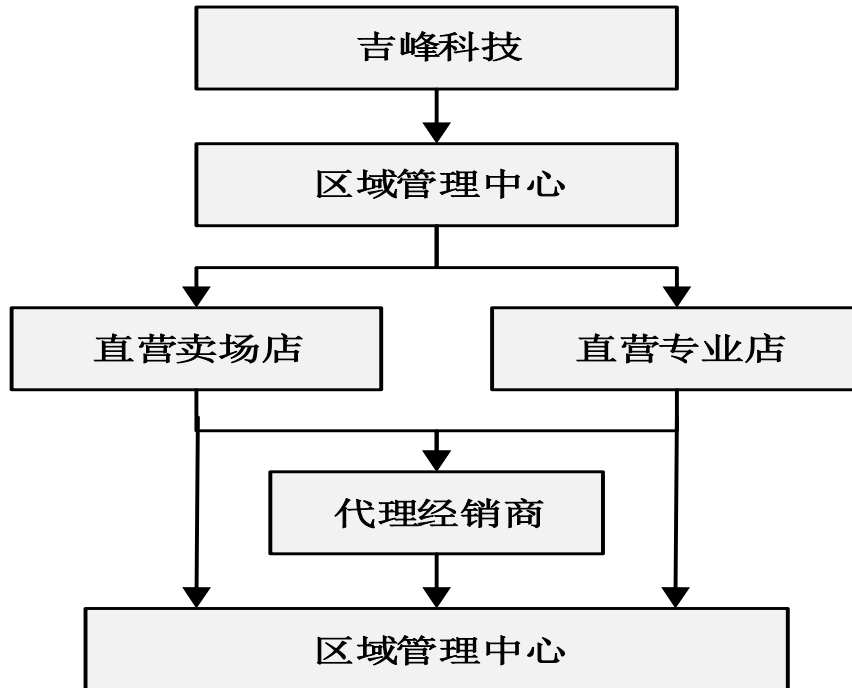 吉峰科技
区域管理中心
直营卖场店
直营专业店
代理经销商
区域管理中心